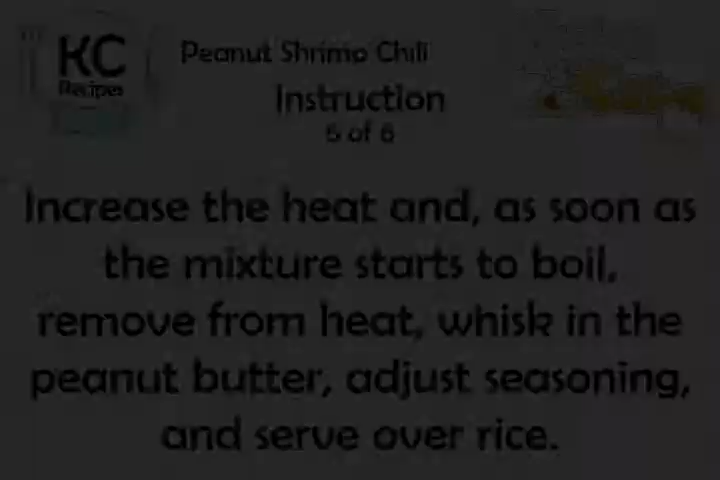 KC
Recipes
Peanut Shrimp Chili
Instruction
6 of 6
Increase the heat and, as soon as
the mixture starts to boil,
remove from heat, whisk in the
peanut butter, adjust seasoning,
and serve over rice.